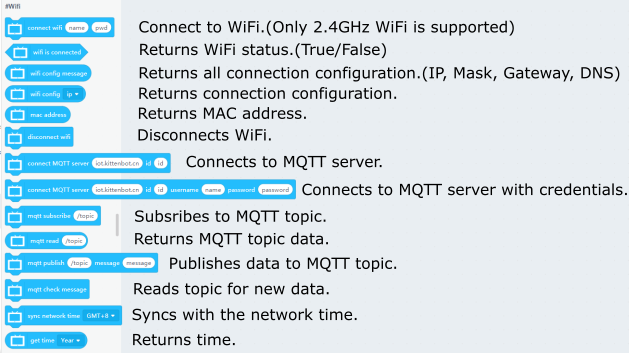 #Wifi
connect wifi name pwd Connect to WiFi.(Only 2.4GHz WiFi is supported)
wifi is connected Returns WiFi status.(True/False)
wifi config message Returns all connection configuration.(IP, Mask, Gateway, DNS)
wifi config ip Returns connection configuration.
mac address Returns MAC address.
disconnect wifi Disconnects WiFi.
connect MQTT server iot.kittenbot.cn id id Connects to MQTT server.
connect MQTT server iot.kittenbot.cn id id username name password password Connects to MQTT server with credentials.
mqtt subscribe /topic Subsribes to MQTT topic.
mqtt read /topic Returns MQTT topic data.
mqtt publish /topic message message Publishes data to MQTT topic.
mqtt check message Reads topic for new data.
sync network time GMT+8 Syncs with the network time.
get time Year Returns time.